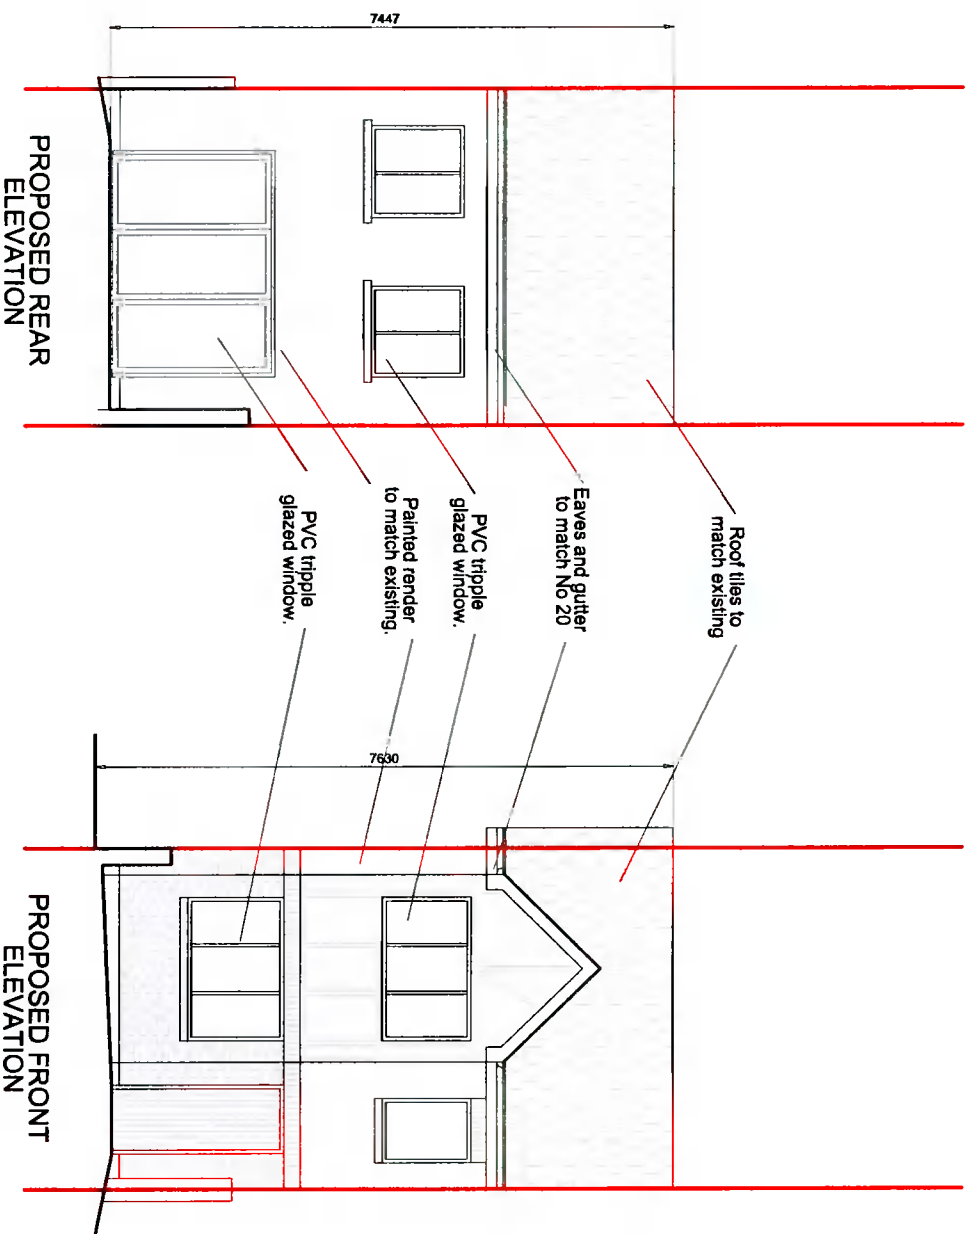 7447
PROPOSED REAR
ELEVATION
Roof tiles to
match existing
Eaves and gutter
to match No 20
PVC tripple
glazed window.
Painted render
to match existing.
PVC tripple
glazed window.
7630
PROPOSED FRONT
ELEVATION